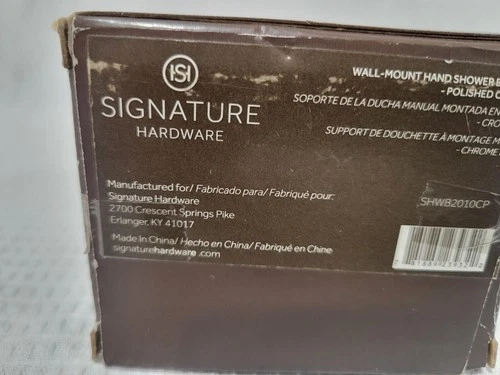 SIGNATURE
HARDWARE
WALL-MOUNT HAND SHOWER
- POLISHED
SOPORTE DE LA DUCHA MANUAL MONTADA EN
- CRO
SUPPORT DE DOUCHETTE À MONTAGE M
- CHROME
Manufactured for/ Fabricado para/ Fabriqué pour:
Signature Hardware
2700 Crescent Springs Pike
Erlanger, KY 41017
Made in China/ Hecho en China/ Fabriqué en Chine
signaturehardware.com
SHWB2010CP